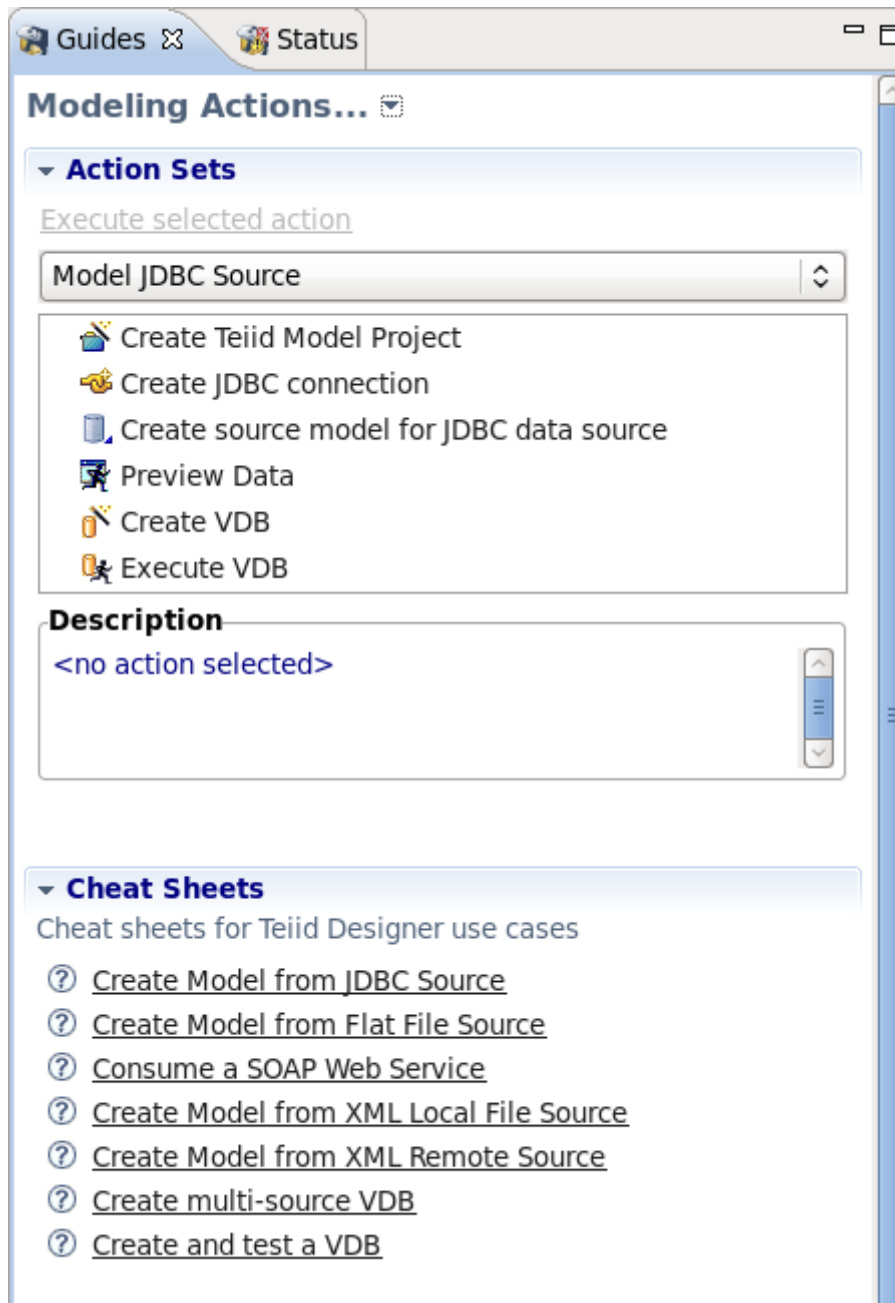 Guides
Status
Modeling Actions...
Action Sets
Execute selected action
Model JDBC Source
Create Teiid Model Project
Create JDBC connection
Create source model for JDBC data source
Preview Data
Create VDB
Execute VDB
Description
<no action selected>
Cheat Sheets
Cheat sheets for Teiid Designer use cases
Create Model from JDBC Source
Create Model from Flat File Source
Consume a SOAP Web Service
Create Model from XML Local File Source
Create Model from XML Remote Source
Create multi-source VDB
Create and test a VDB